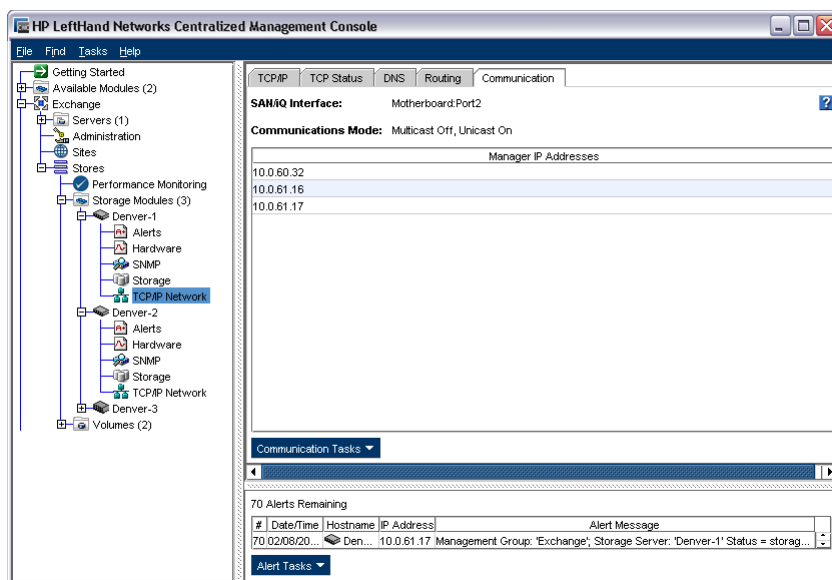 HP LeftHand Networks Centralized Management Console
File Find Tasks Help
Getting Started
Available Modules (2)
Exchange
Servers (1)
Administration
Sites
Stores
Performance Monitoring
Storage Modules (3)
Denver-1
Alerts
Hardware
SNMP
Storage
TCP/IP Network
Denver-2
Alerts
Hardware
SNMP
Storage
TCP/IP Network
Denver-3
Volumes (2)
TCP/IP TCP Status DNS Routing Communication
SAN/iQ Interface: Motherboard:Port2
Communications Mode: Multicast Off, Unicast On
Manager IP Addresses
10.0.60.32
10.0.61.16
10.0.61.17
Communication Tasks
70 Alerts Remaining
# Date/Time Hostname IP Address Alert Message
70 02/08/20... Den... 10.0.61.17 Management Group: 'Exchange'; Storage Server: 'Denver-1' Status = storag...
Alert Tasks